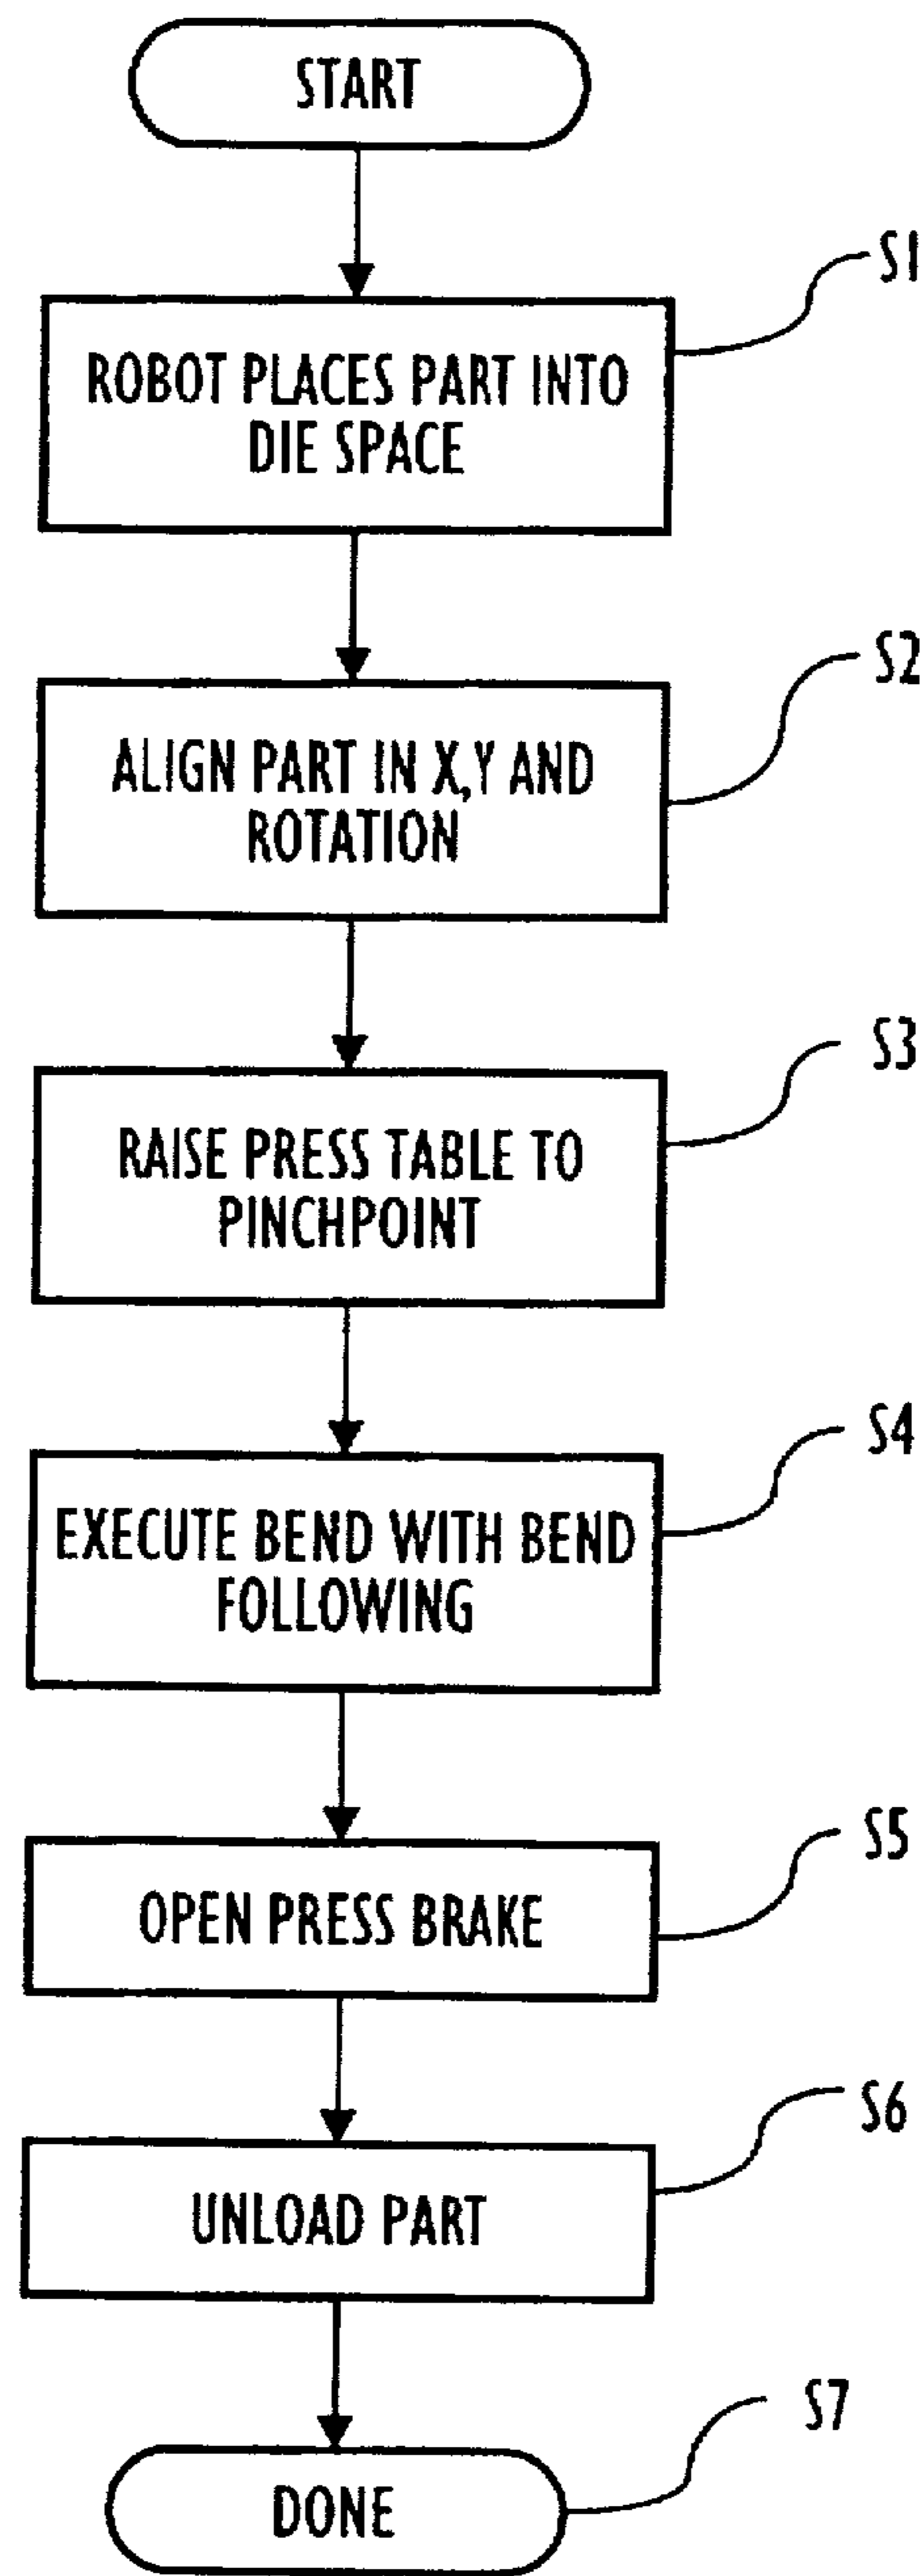 START
S1
ROBOT PLACES PART INTO
DIE SPACE
S2
ALIGN PART IN X,Y AND
ROTATION
S3
RAISE PRESS TABLE TO
PINCHPOINT
S4
EXECUTE BEND WITH BEND
FOLLOWING
S5
OPEN PRESS BRAKE
S6
UNLOAD PART
S7
DONE